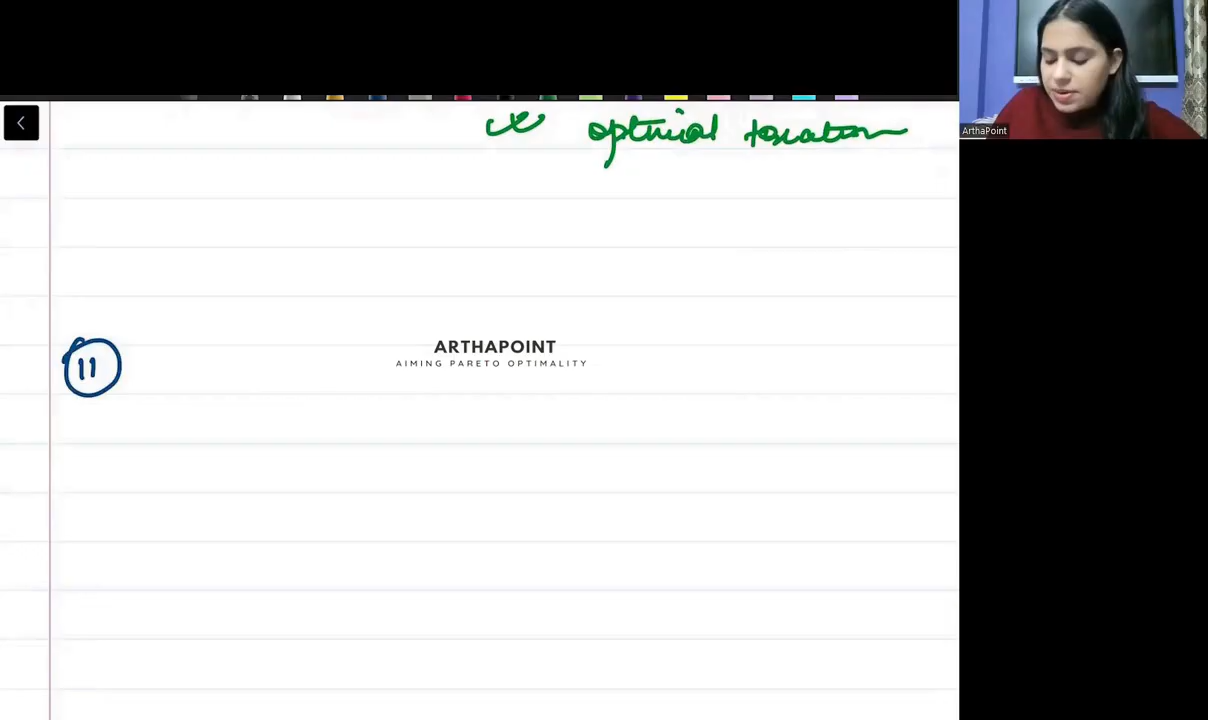 optimal taxation
ArthaPoint
ARTHAPOINT
AIMING PARETO OPTIMALITY
11